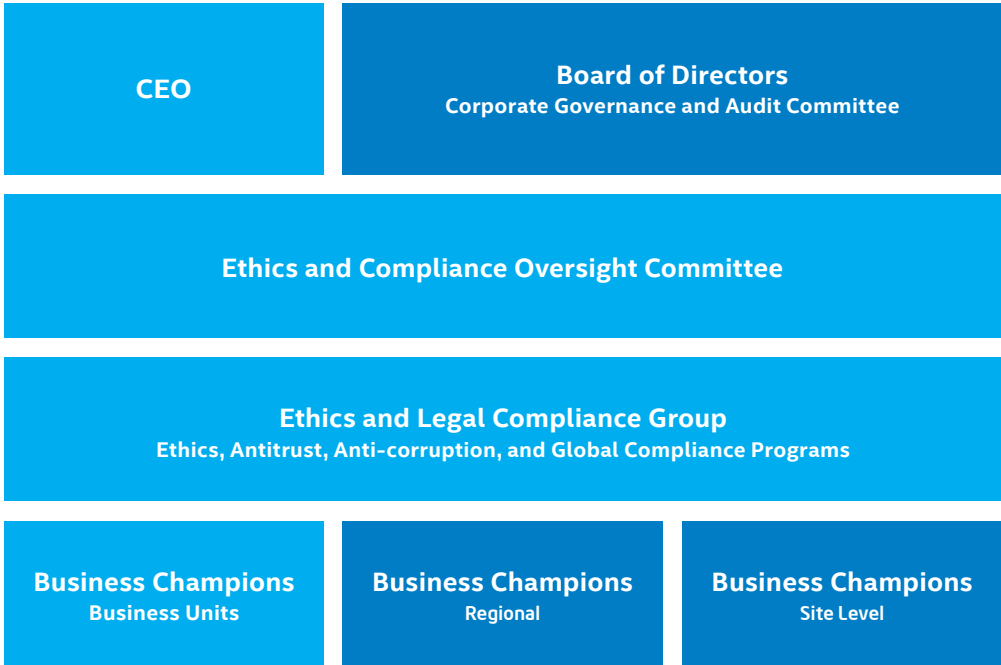 CEO
Board of Directors
Corporate Governance and Audit Committee
Ethics and Compliance Oversight Committee
Ethics and Legal Compliance Group
Ethics, Antitrust, Anti-corruption, and Global Compliance Programs
Business Champions
Business Units
Business Champions
Regional
Business Champions
Site Level